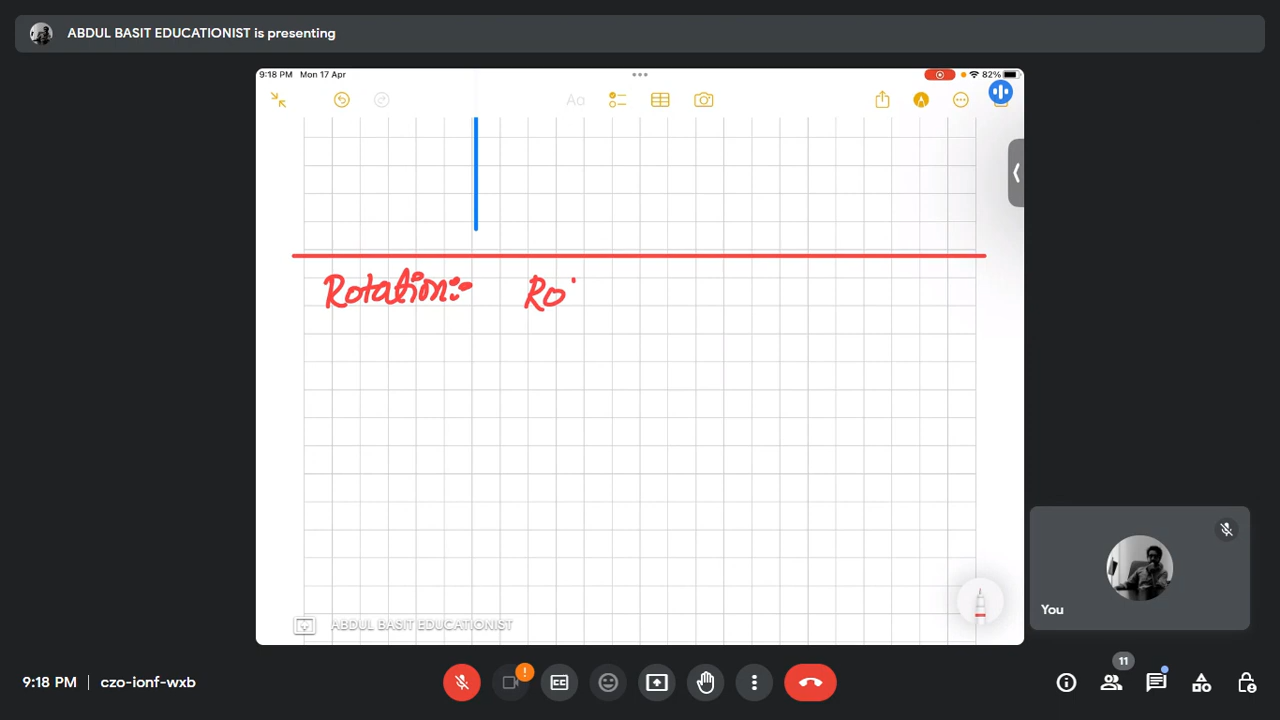 ABDUL BASIT EDUCATIONIST is presenting
9:18 PM Mon 17 Apr
82%
Aa
Rotation:- Ro
ABDUL BASIT EDUCATIONIST
You
9:18 PM | czo-ionf-wxb
11